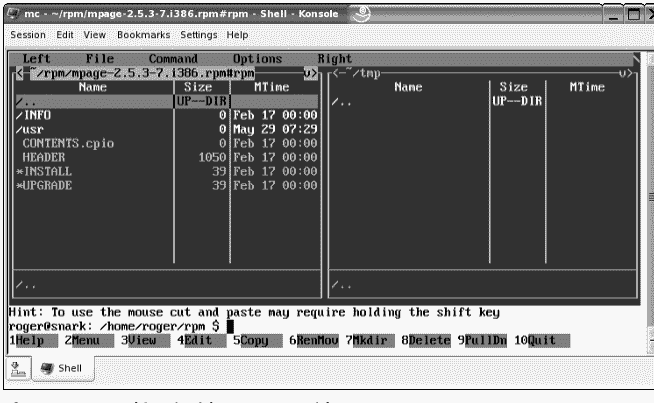 mc - ~/rpm/mpage-2.5.3-7.i386.rpm#rpm - Shell - Konsole
Session Edit View Bookmarks Settings Help
Left File Command Options Right
<-~/rpm/mpage-2.5.3-7.i386.rpm#rpm-v> <-~/tmp v>
Name Size MTime Name Size MTime
/.. UP--DIR /.. UP--DIR
/INFO 0 Feb 17 00:00
/usr 0 May 29 07:29
CONTENTS.cpio 0 Feb 17 00:00
HEADER 1050 Feb 17 00:00
*INSTALL 39 Feb 17 00:00
*UPGRADE 39 Feb 17 00:00
/.. /..
Hint: To use the mouse cut and paste may require holding the shift key
roger@snark: /home/roger/rpm $
1Help 2Menu 3View 4Edit 5Copy 6RenMov 7Mkdir 8Delete 9PullDn 10Quit
Shell